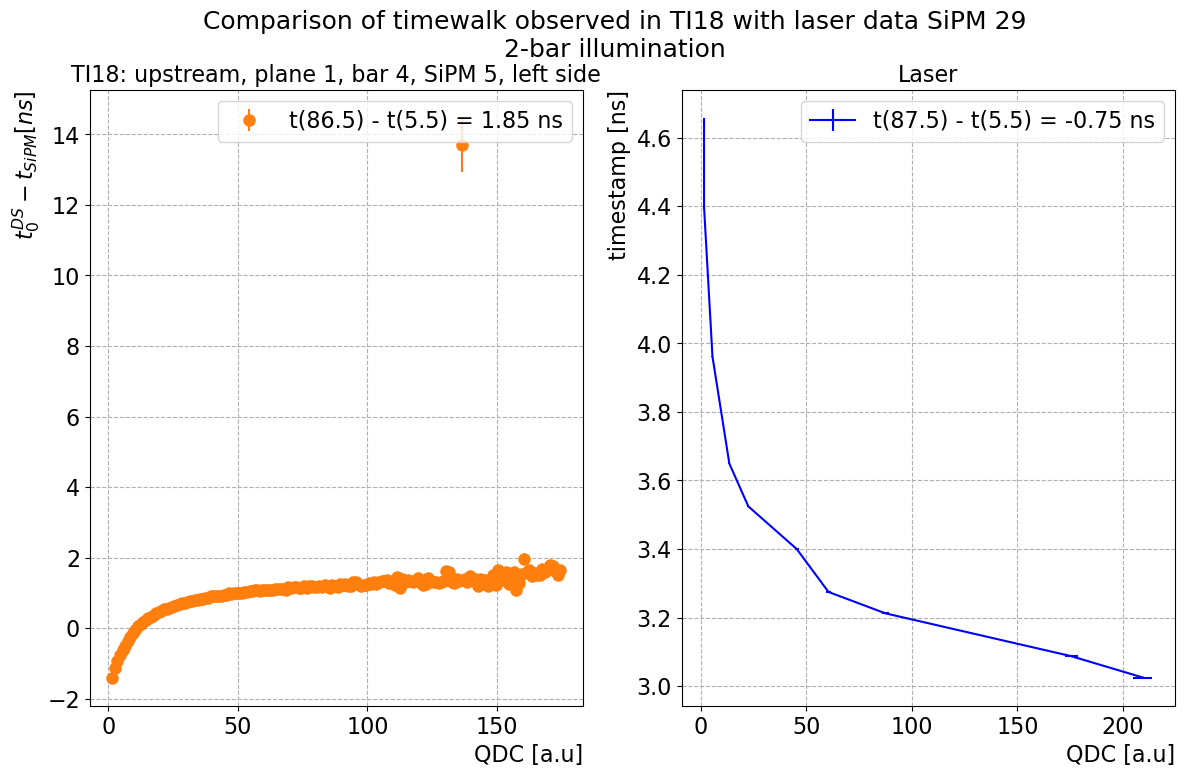 Comparison of timewalk observed in TI18 with laser data SiPM 29
2-bar illumination
TI18: upstream, plane 1, bar 4, SiPM 5, left side
t(86.5) - t(5.5) = 1.85 ns
t_0^{DS} − t_{SiPM}[ns]
14
12
10
8
6
4
2
0
−2
0
50
100
150
QDC [a.u]
Laser
t(87.5) - t(5.5) = -0.75 ns
timestamp [ns]
4.6
4.4
4.2
4.0
3.8
3.6
3.4
3.2
3.0
0
50
100
150
200
QDC [a.u]